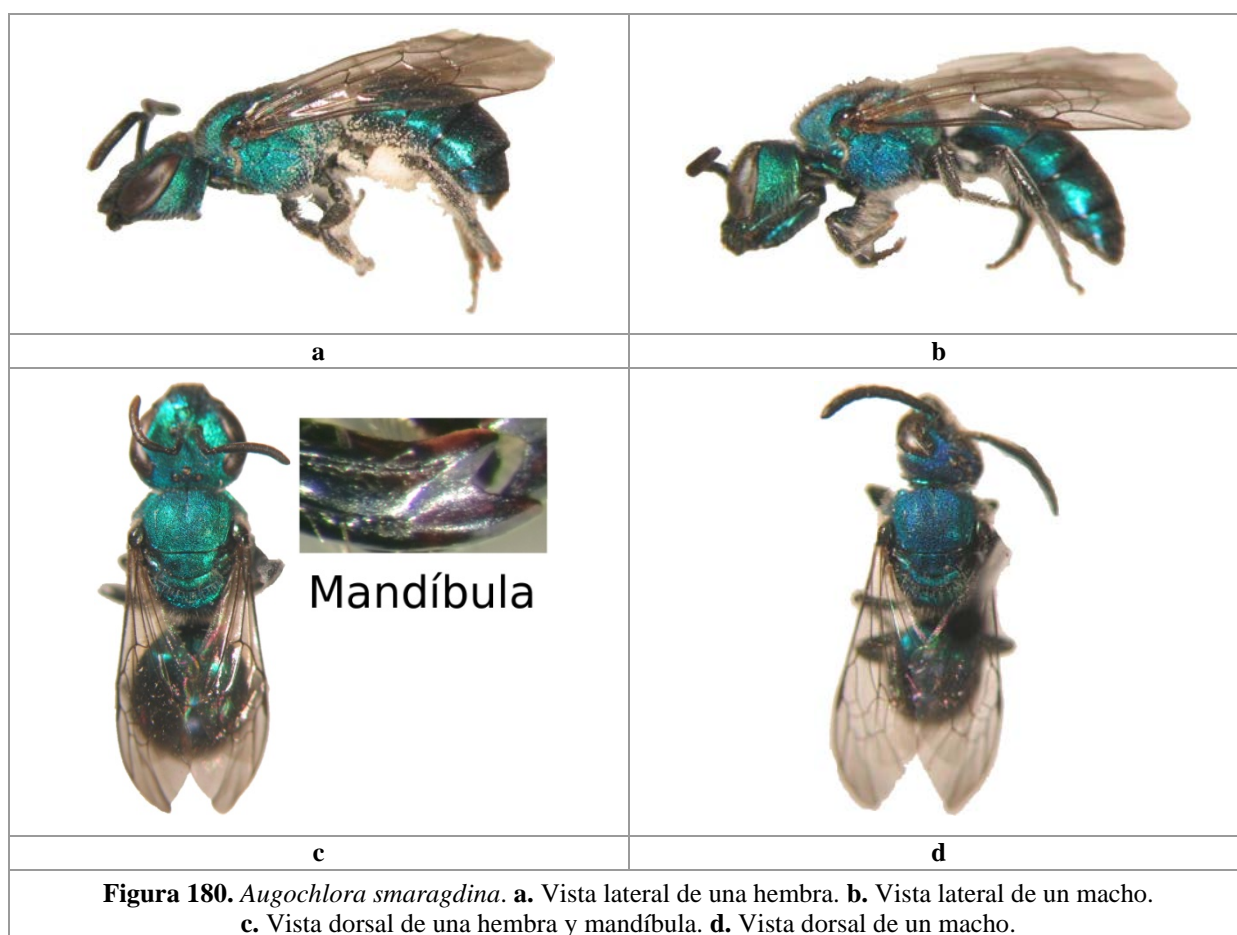 a
b
Mandíbula
c
d
Figura 180. Augochlora smaragdina. a. Vista lateral de una hembra. b. Vista lateral de un macho.
c. Vista dorsal de una hembra y mandíbula. d. Vista dorsal de un macho.